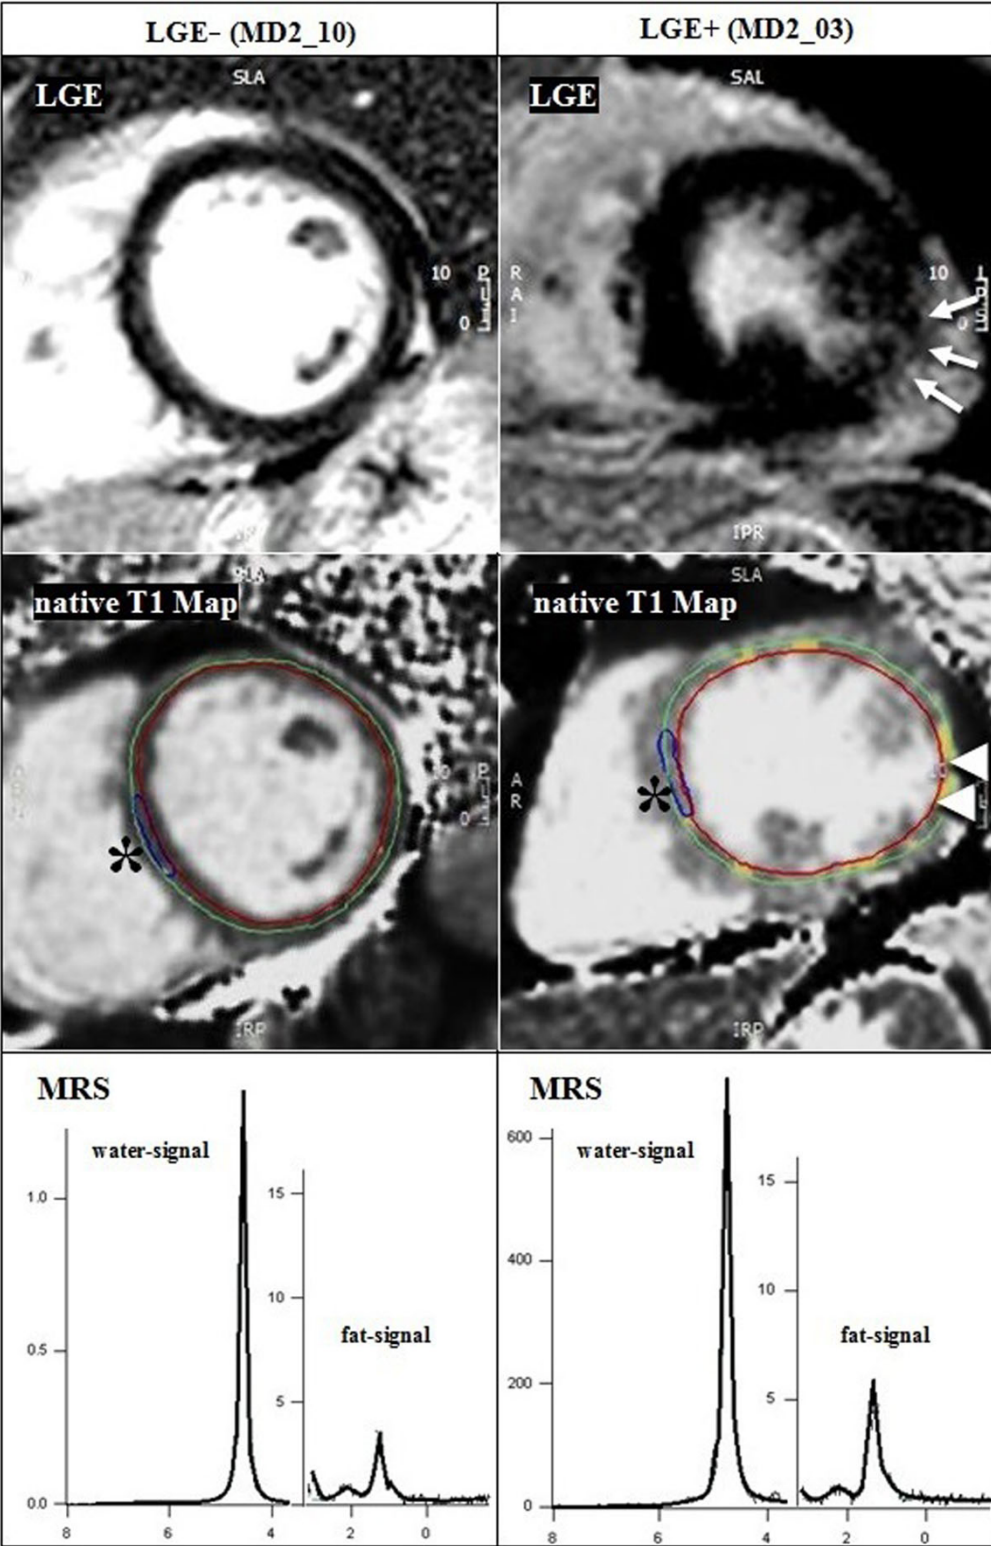 LGE- (MD2_10)
LGE+ (MD2_03)
LGE
SLA
10
P
0
LGE
SAL
R
A
I
10
0
IPR
native T1 Map
SLA
10
P
0
*
IRP
native T1 Map
SLA
A
R
10
*
IRP
MRS
water-signal
1.0
0.5
0.0
15
10
5
fat-signal
8
6
4
2
0
MRS
water-signal
600
400
200
0
15
10
5
fat-signal
8
6
4
2
0